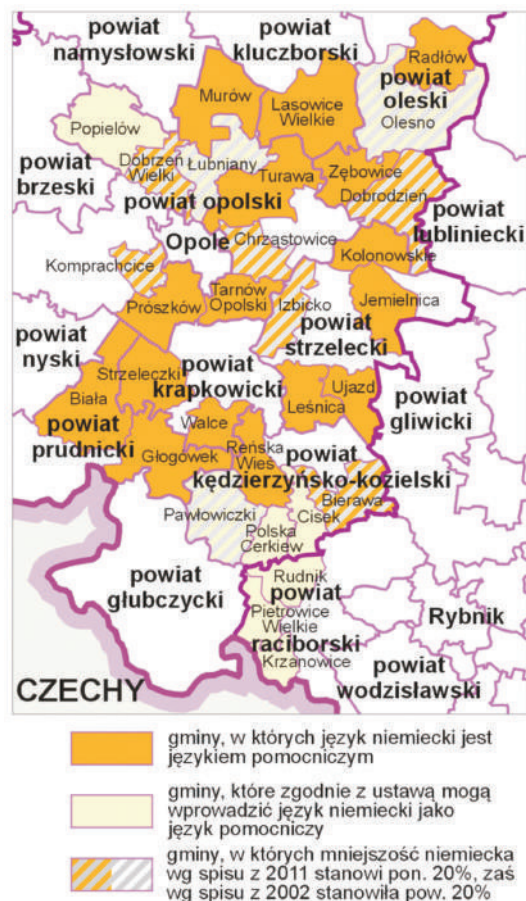 powiat
namysłowski
powiat
kluczborski
Radłów
powiat
oleski
Olesno
Murów
Lasowice
Wielkie
Popielów
Dobrzeń
Wielki
Łubniany
Turawa
Zębowice
Dobrodzień
powiat
brzeski
powiat opolski
powiat
lubliniecki
Opole
Chrząstowice
Kolonowskie
Komprachcice
Tarnów
Opolski
Izbicko
Jemielnica
Prószków
powiat
nyski
powiat
strzelecki
Strzeleczki
powiat
krapkowicki
Ujazd
Leśnica
powiat
gliwicki
Biała
powiat
prudnicki
Walce
Głogówek
Reńska
Wieś
powiat
kędzierzyńsko-kozielski
Bierawa
Cisek
Pawłowiczki
Polska
Cerkiew
powiat
głubczycki
Rudnik
powiat
Pietrowice
Wielkie
raciborski
Krzanowice
Rybnik
powiat
wodzisławski
CZECHY
gminy, w których język niemiecki jest
językiem pomocniczym
gminy, które zgodnie z ustawą mogą
wprowadzić język niemiecki jako
język pomocniczy
gminy, w których mniejszość niemiecka
wg spisu z 2011 stanowi pon. 20%, zaś
wg spisu z 2002 stanowiła pow. 20%